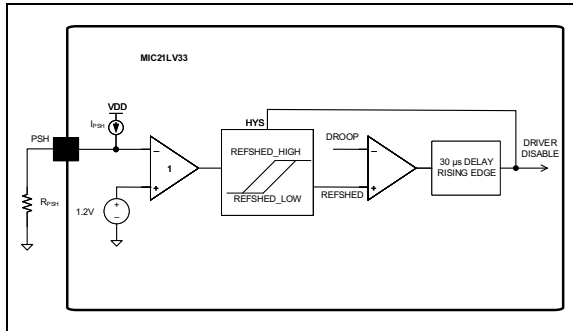 MIC21LV33
VDD
IPSH
PSH
HYS
RPSH
1.2V
−
+
1
+
−
REFSHED_HIGH
REFSHED_LOW
DROOP
REFSHED
−
+
30 µs DELAY
RISING EDGE
DRIVER
DISABLE